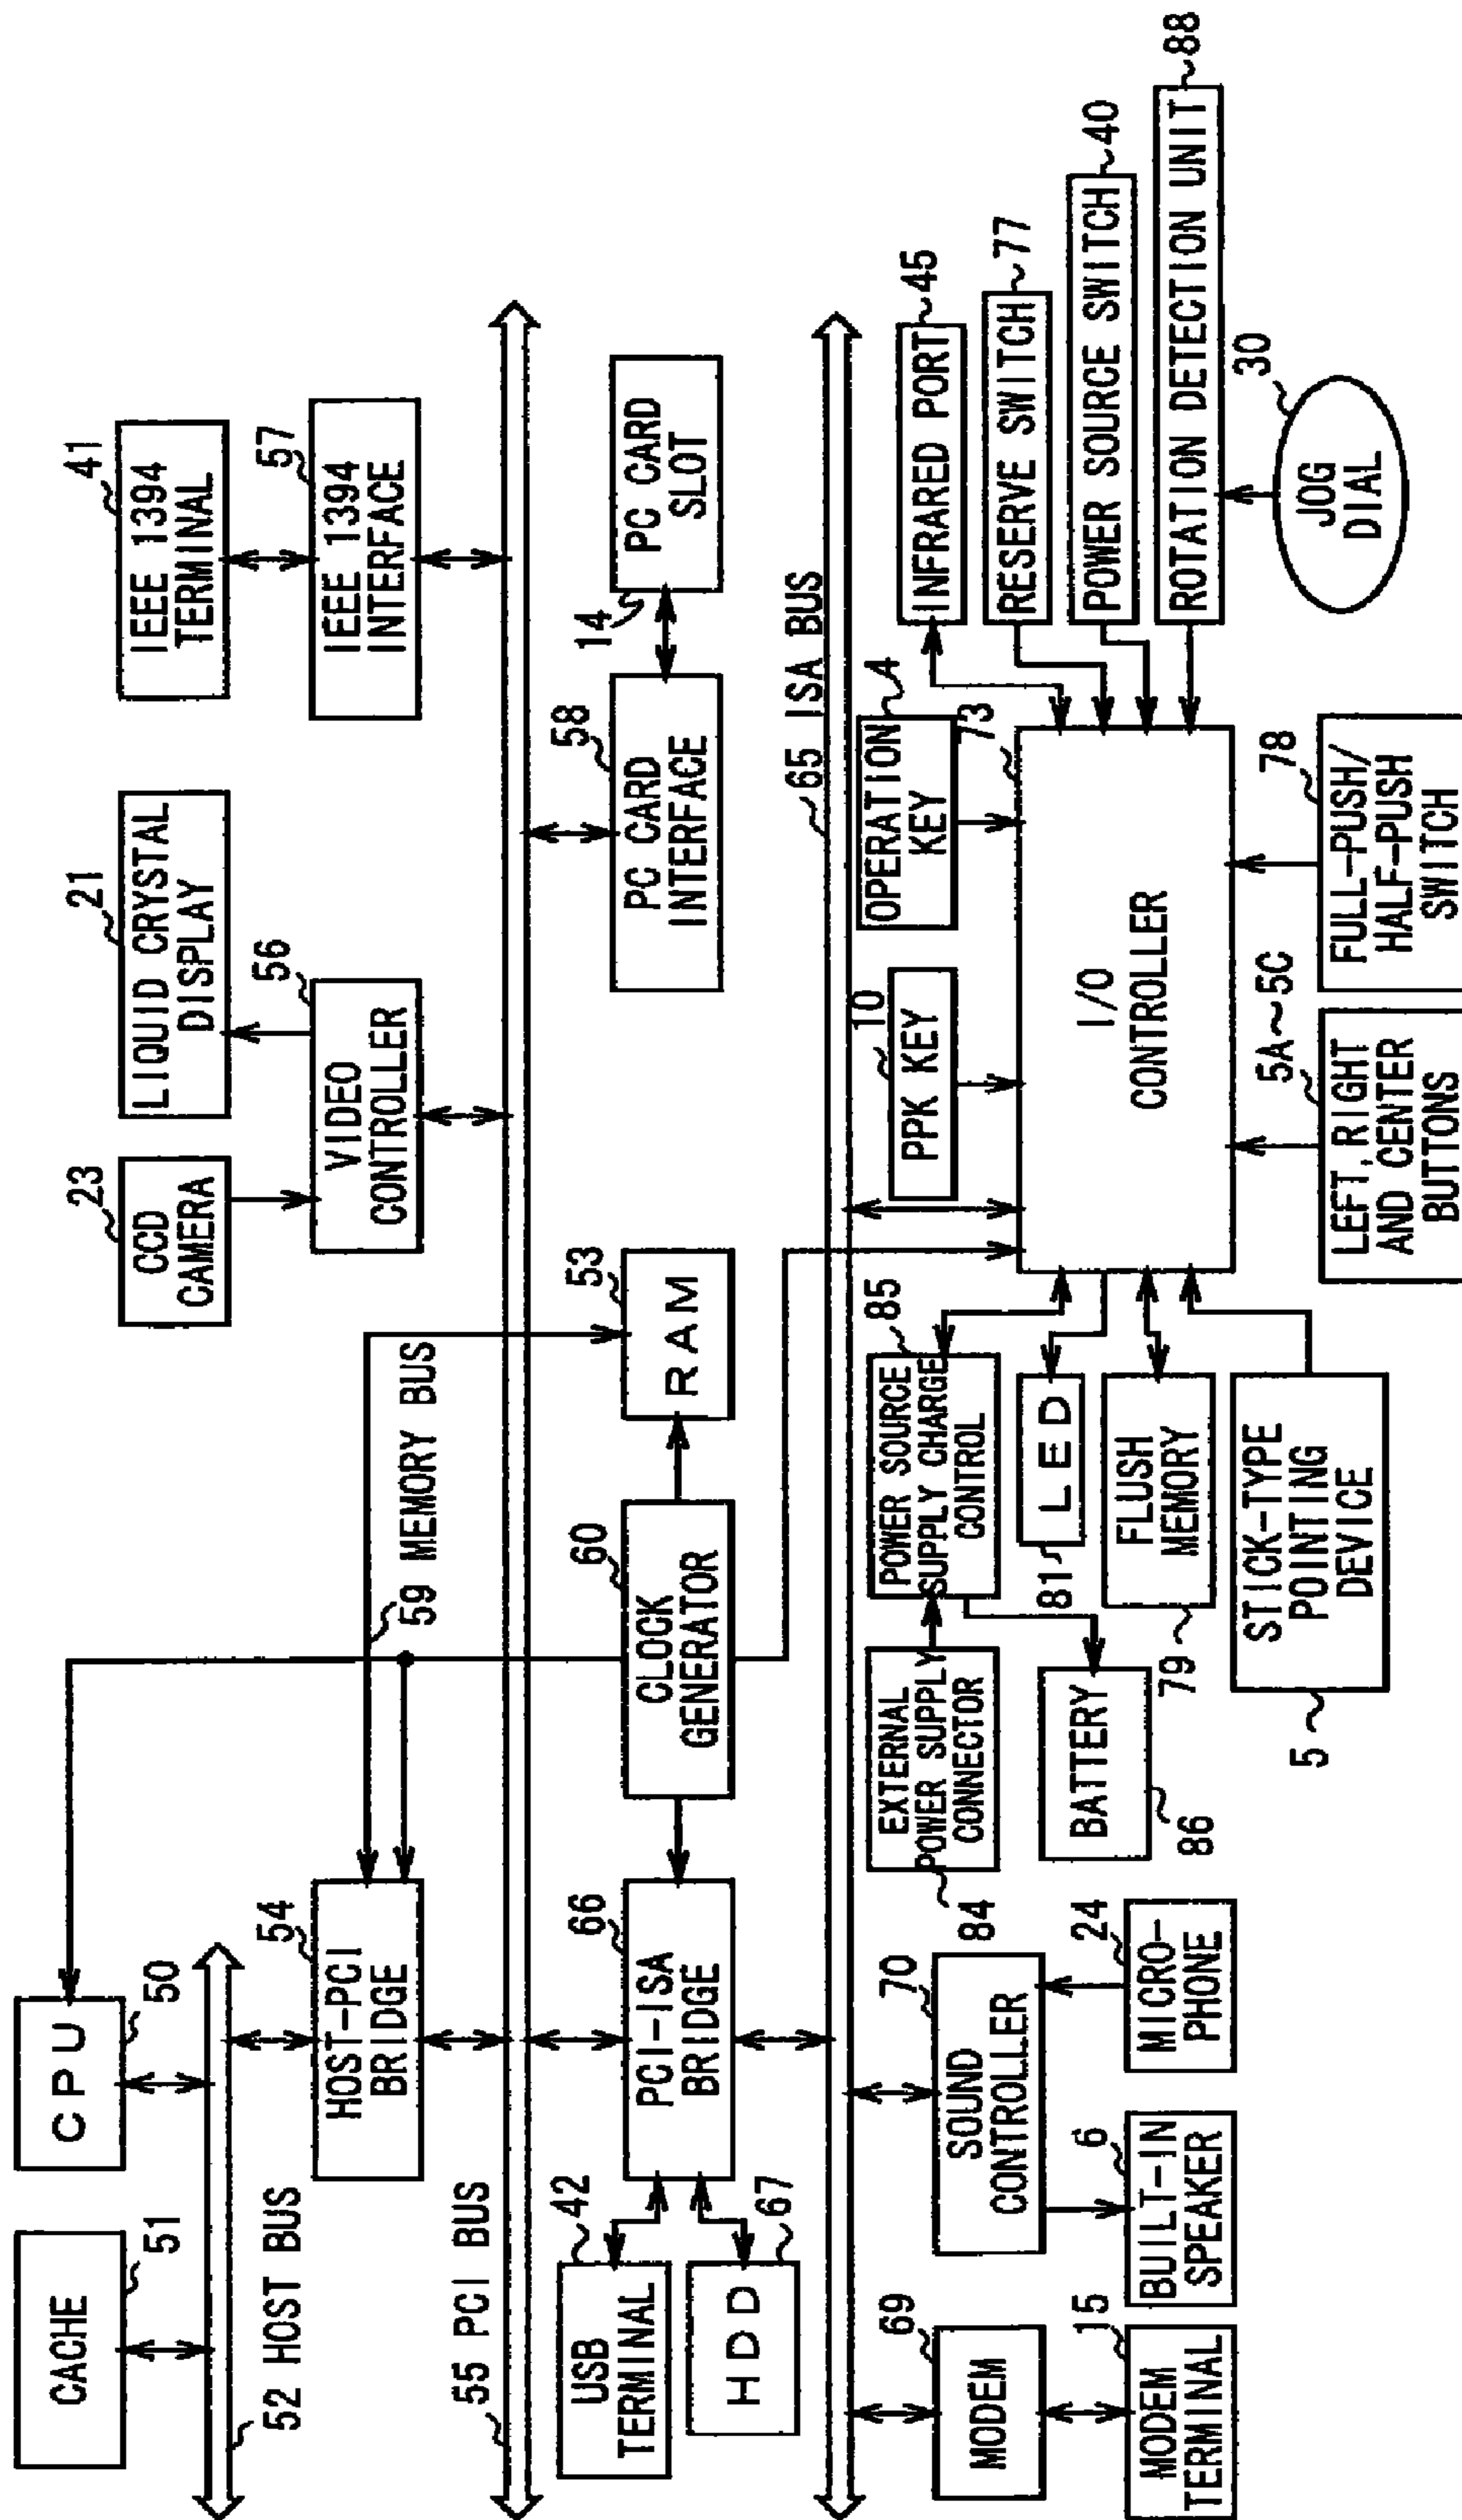 CACHE
51
CPU
50
52 HOST BUS
HOST-PCI
BRIDGE
54
59 MEMORY BUS
CCD
CAMERA
23
LIQUID CRYSTAL
DISPLAY
21
VIDEO
CONTROLLER
56
IEEE 1394
TERMINAL
41
IEEE 1394
INTERFACE
57
55 PCI BUS
USB
TERMINAL
42
HDD
67
PCI-ISA
BRIDGE
66
CLOCK
GENERATOR
60
RAM
53
PC CARD
INTERFACE
58
PC CARD
SLOT
14
65 ISA BUS
MODEM
69
MODEM
TERMINAL
15
SOUND
CONTROLLER
70
BUILT-IN
SPEAKER
6
MICRO-
PHONE
24
EXTERNAL
POWER SUPPLY
CONNECTOR
84
POWER SOURCE
SUPPLY CHARGE
CONTROL
85
BATTERY
86
LED
81
FLUSH
MEMORY
79
STICK-TYPE
POINTING
DEVICE
5
PPK KEY
10
OPERATION
KEY
4
I/O
CONTROLLER
73
LEFT, RIGHT
AND CENTER
BUTTONS
5A~5C
FULL-PUSH/
HALF-PUSH
SWITCH
78
INFRARED PORT
45
RESERVE SWITCH
77
POWER SOURCE SWITCH
40
ROTATION DETECTION UNIT
88
JOG
DIAL
30